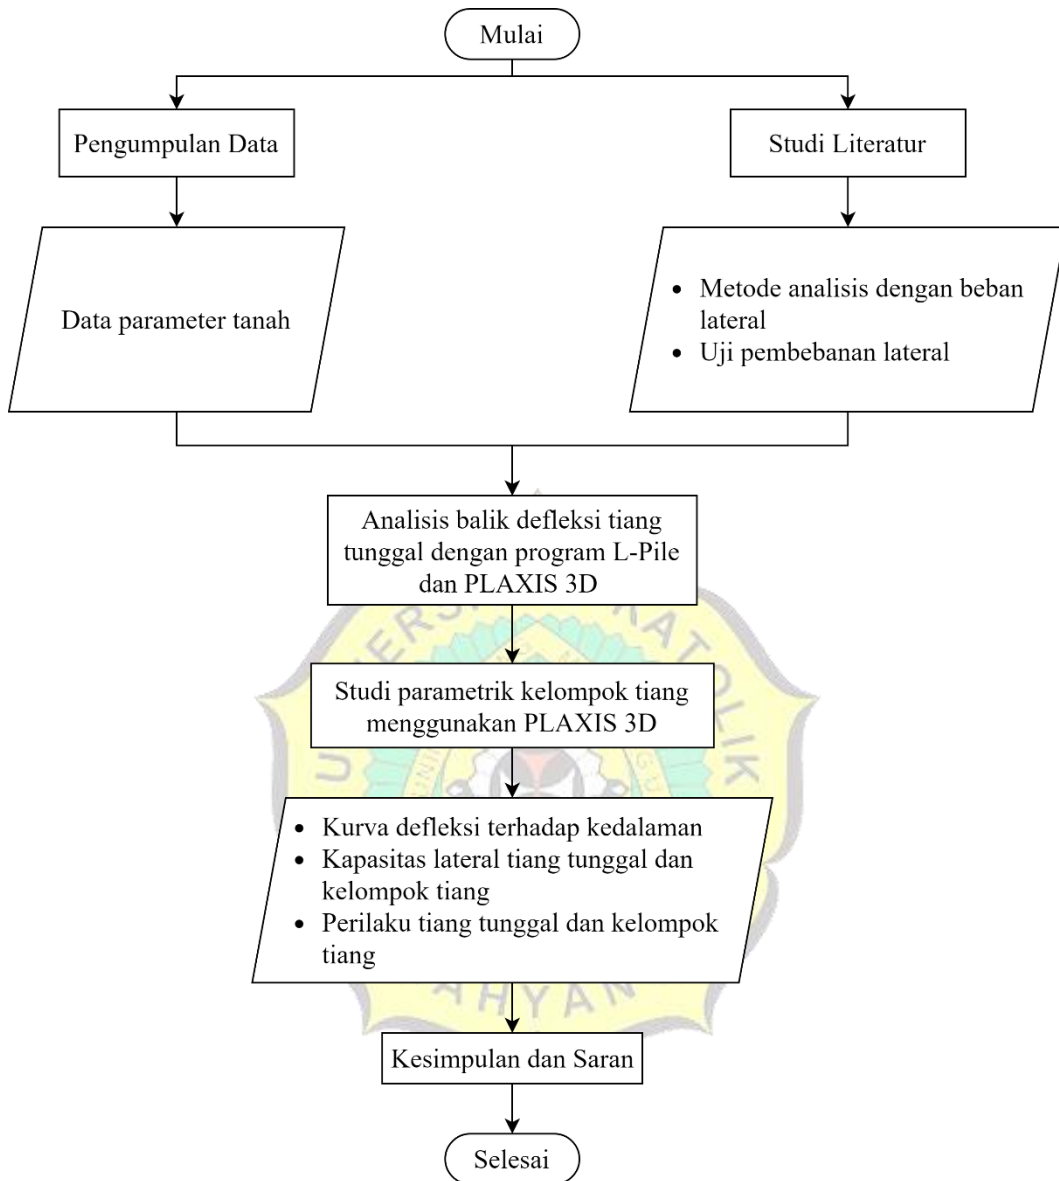 Mulai
Pengumpulan Data
Studi Literatur
Data parameter tanah
• Metode analisis dengan beban
lateral
• Uji pembebanan lateral
Analisis balik defleksi tiang
tunggal dengan program L-Pile
dan PLAXIS 3D
Studi parametrik kelompok tiang
menggunakan PLAXIS 3D
• Kurva defleksi terhadap kedalaman
• Kapasitas lateral tiang tunggal dan
kelompok tiang
• Perilaku tiang tunggal dan kelompok
tiang
Kesimpulan dan Saran
Selesai